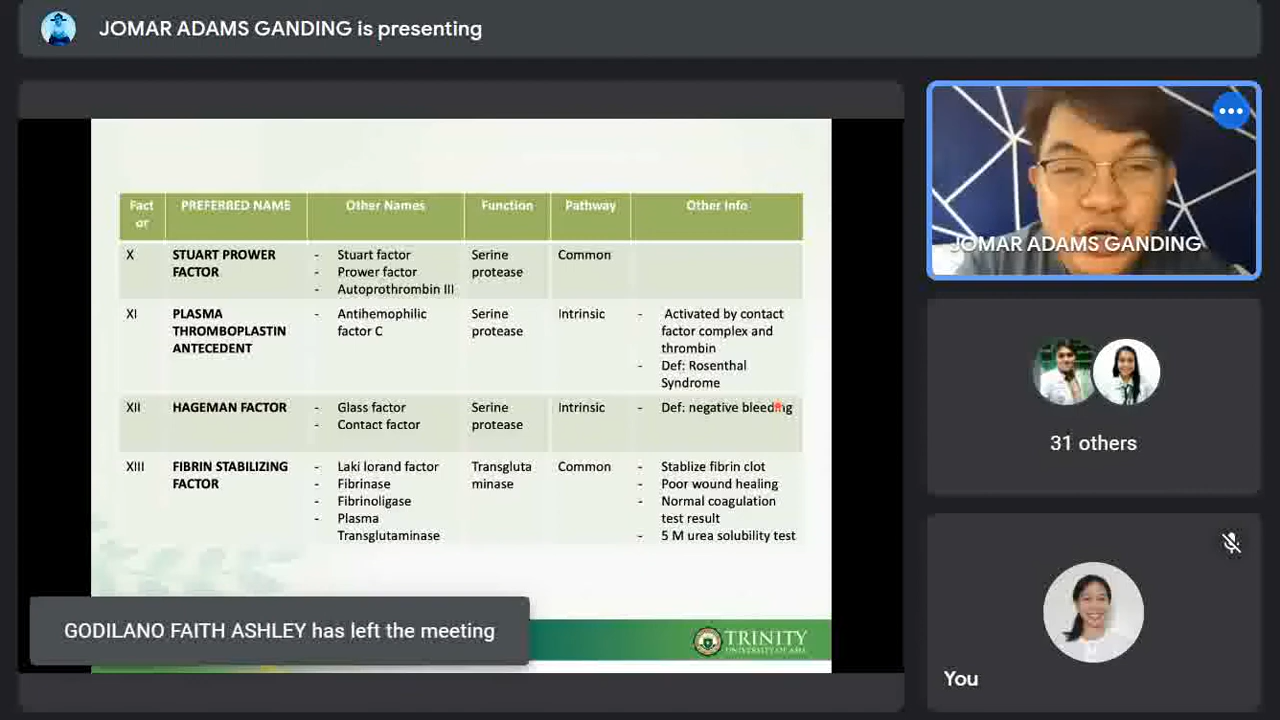 JOMAR ADAMS GANDING is presenting
Fact
or
PREFERRED NAME
Other Names
Function
Pathway
Other Info
X
STUART PROWER
FACTOR
- Stuart factor
- Prower factor
- Autoprothrombin III
Serine
protease
Common
XI
PLASMA
THROMBOPLASTIN
ANTECEDENT
- Antihemophilic
factor C
Serine
protease
Intrinsic
- Activated by contact
factor complex and
thrombin
- Def: Rosenthal
Syndrome
XII
HAGEMAN FACTOR
- Glass factor
- Contact factor
Serine
protease
Intrinsic
- Def: negative bleeding
XIII
FIBRIN STABILIZING
FACTOR
- Laki lorand factor
- Fibrinase
- Fibrinoligase
- Plasma
Transglutaminase
Transgluta
minase
Common
- Stablize fibrin clot
- Poor wound healing
- Normal coagulation
test result
- 5 M urea solubility test
TRINITY
UNIVERSITY OF ASIA
GODILANO FAITH ASHLEY has left the meeting
JOMAR ADAMS GANDING
31 others
You